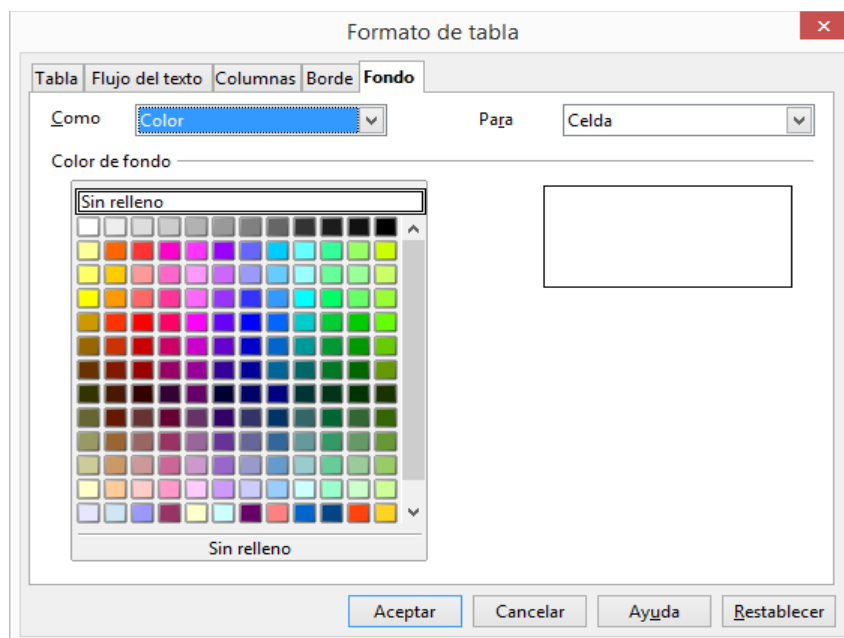 Formato de tabla
Tabla Flujo del texto Columnas Borde Fondo
Como Color Para Celda
Color de fondo
Sin relleno
Sin relleno
Aceptar Cancelar Ayuda Restablecer